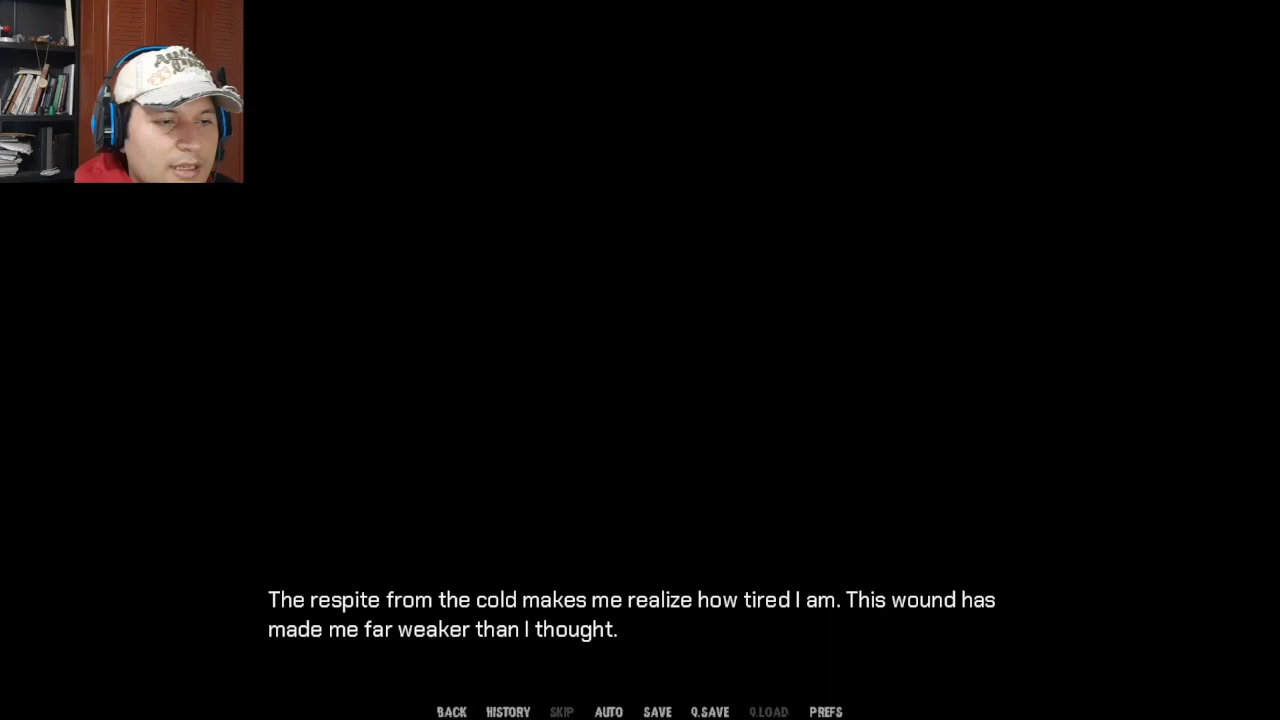 The respite from the cold makes me realize how tired I am. This wound has
made me far weaker than I thought.
BACK HISTORY SKIP AUTO SAVE Q.SAVE Q.LOAD PREFS